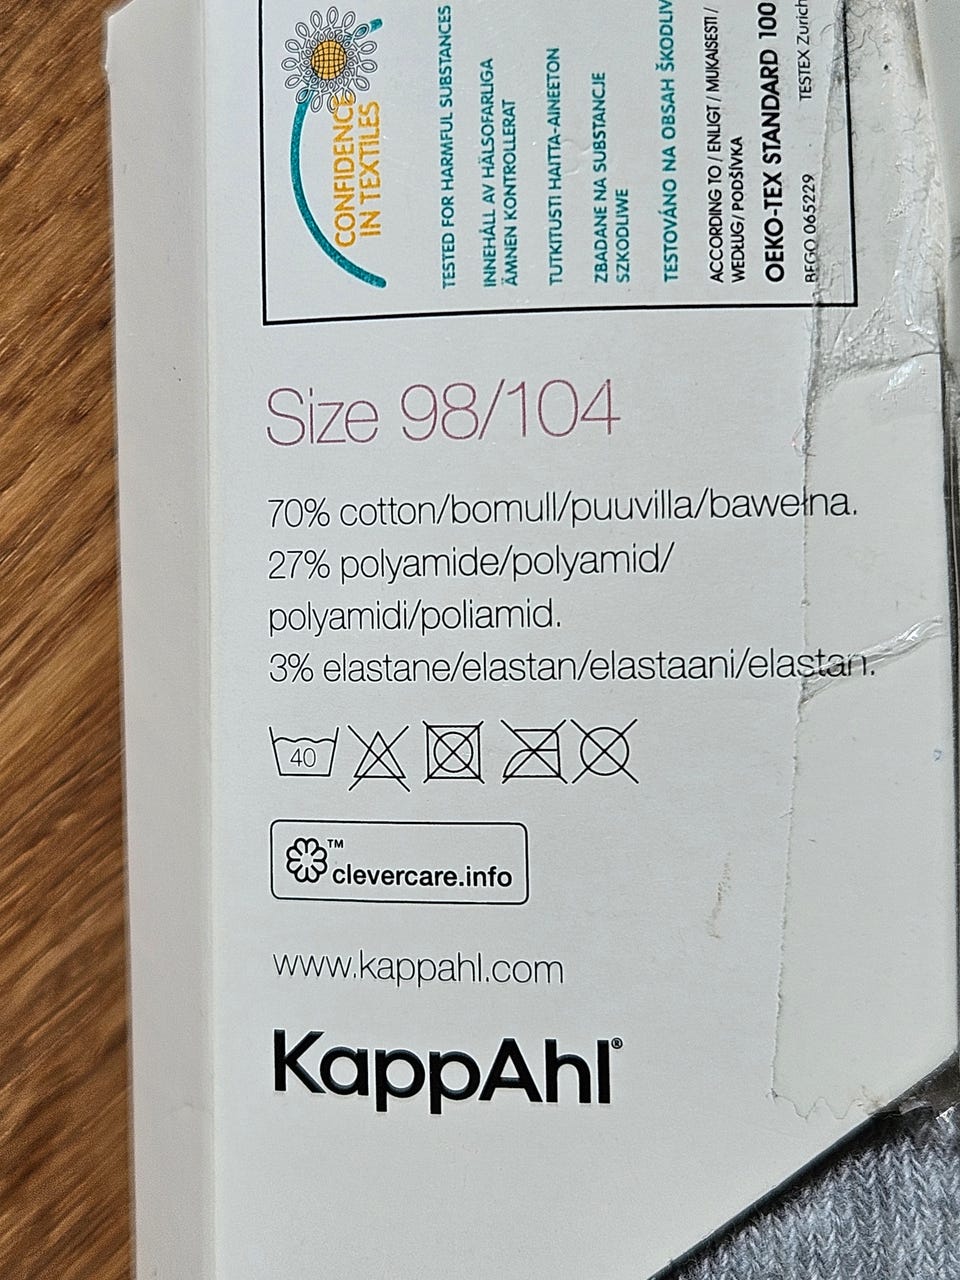 CONFIDENCE
IN TEXTILES
TESTED FOR HARMFUL SUBSTANCES
INNEHÅLL AV HÄLSOFARLIGA
ÄMNEN KONTROLLERAT
TUTKITUSTI HAITTA-AINEETON
ZBADANE NA SUBSTANCJE
SZKODLIWE
TESTOVÁNO NA OBSAH ŠKODLIV
ACCORDING TO / ENLIGT / MUKAISESTI /
WEDŁUG / PODŠÍVKA
OEKO-TEX STANDARD 100
BEGO 065229 TESTEX Zurich
Size 98/104
70% cotton/bomull/puuvilla/bawełna.
27% polyamide/polyamid/
polyamidi/poliamid.
3% elastane/elastan/elastaani/elastan.
40
™
clevercare.info
www.kappahl.com
KappAhl®